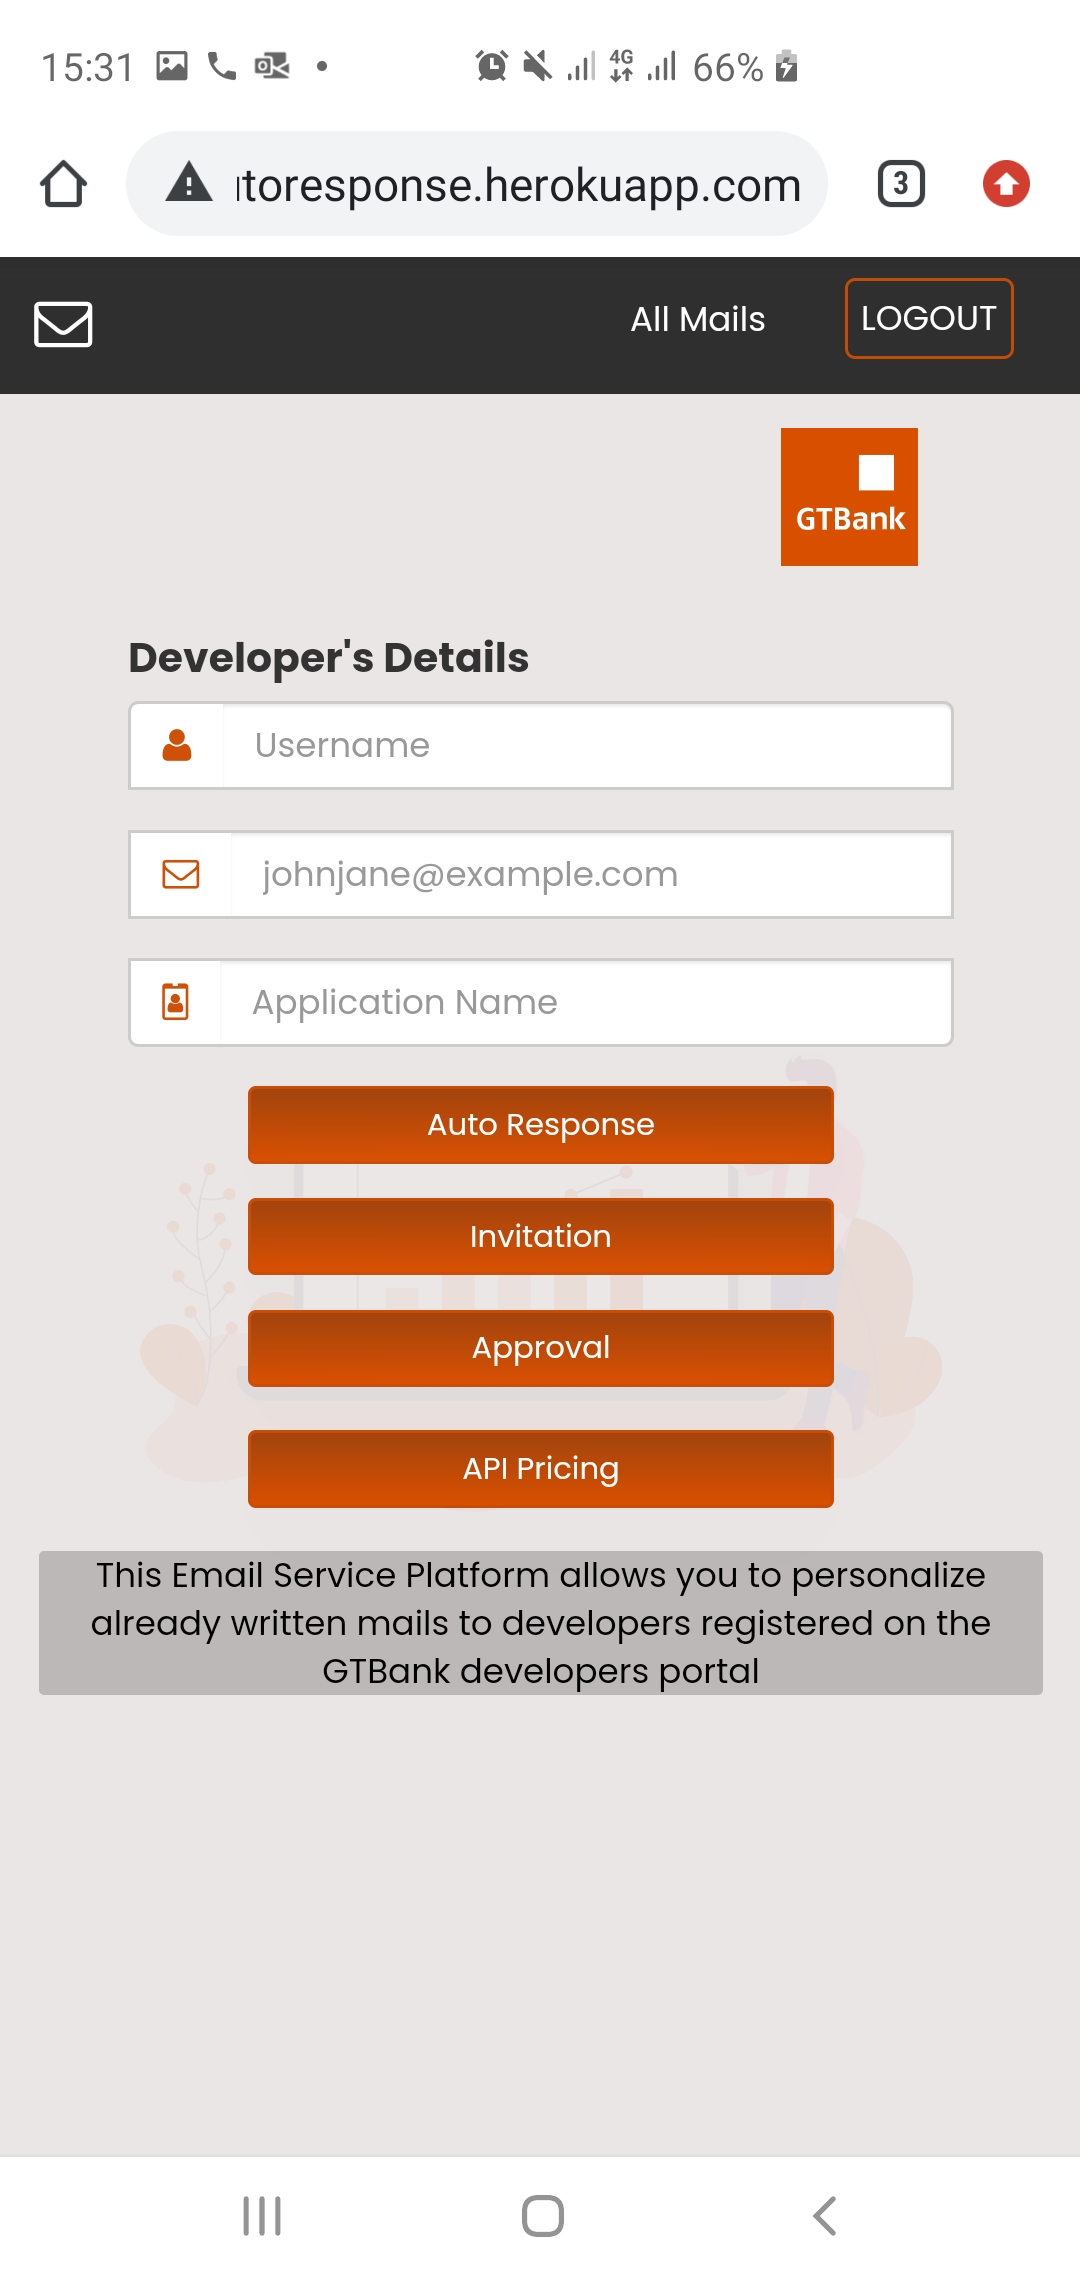 15:31
4G
66%
toresponse.herokuapp.com
3
All Mails
LOGOUT
GTBank
Developer's Details
Username
johnjane@example.com
Application Name
Auto Response
Invitation
Approval
API Pricing
This Email Service Platform allows you to personalize
already written mails to developers registered on the
GTBank developers portal